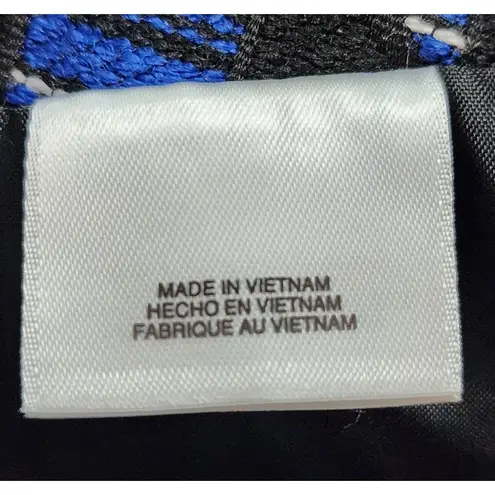 MADE IN VIETNAM
HECHO EN VIETNAM
FABRIQUE AU VIETNAM